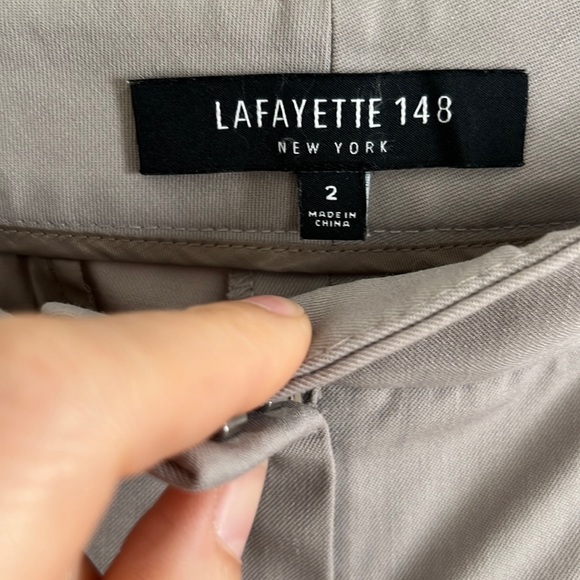 LAFAYETTE 148
NEW YORK
2
MADE IN
CHINA